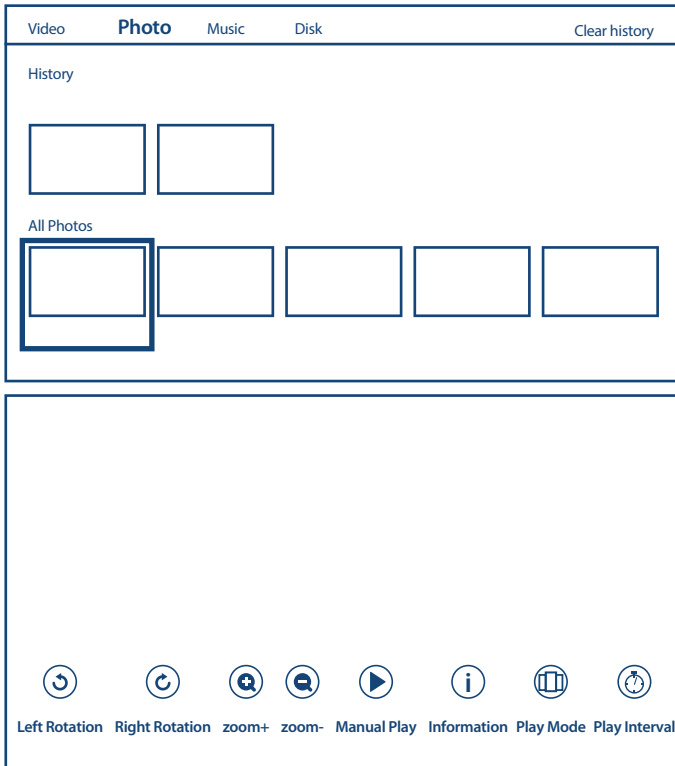 Video Photo Music Disk Clear history
History
All Photos
Left Rotation Right Rotation zoom+ zoom- Manual Play Information Play Mode Play Interval